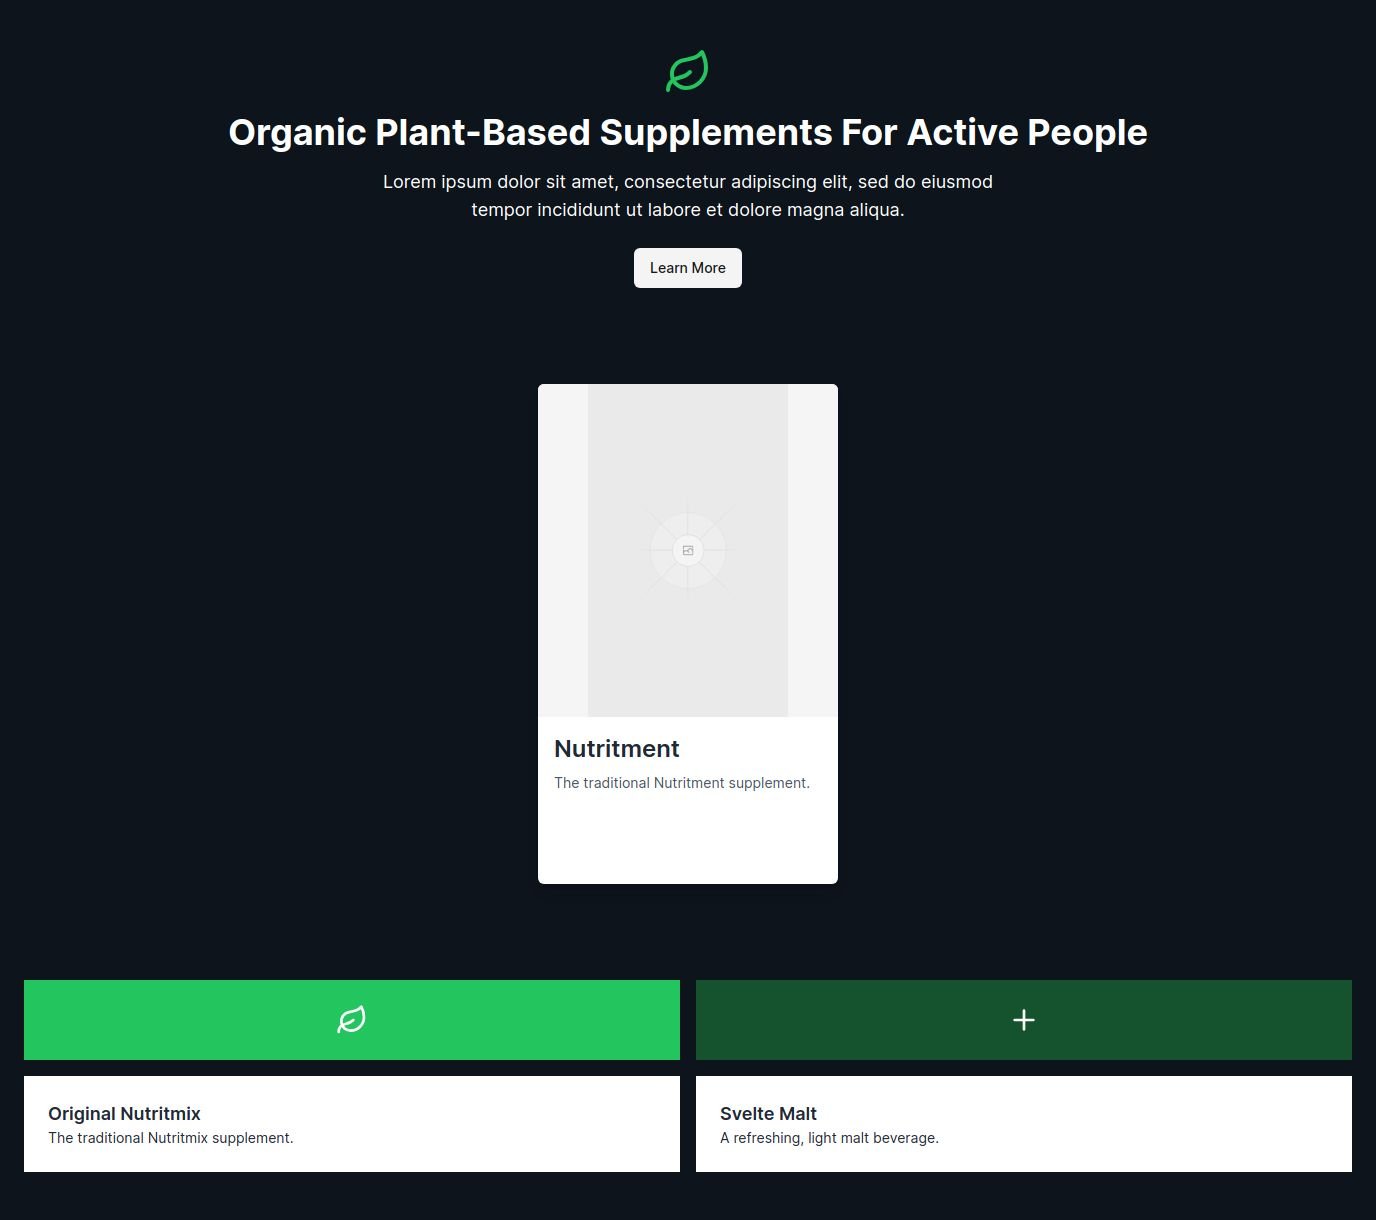 Organic Plant-Based Supplements For Active People
Lorem ipsum dolor sit amet, consectetur adipiscing elit, sed do eiusmod
tempor incididunt ut labore et dolore magna aliqua.
Learn More
Nutritment
The traditional Nutritment supplement.
Original Nutritmix
The traditional Nutritmix supplement.
Svelte Malt
A refreshing, light malt beverage.